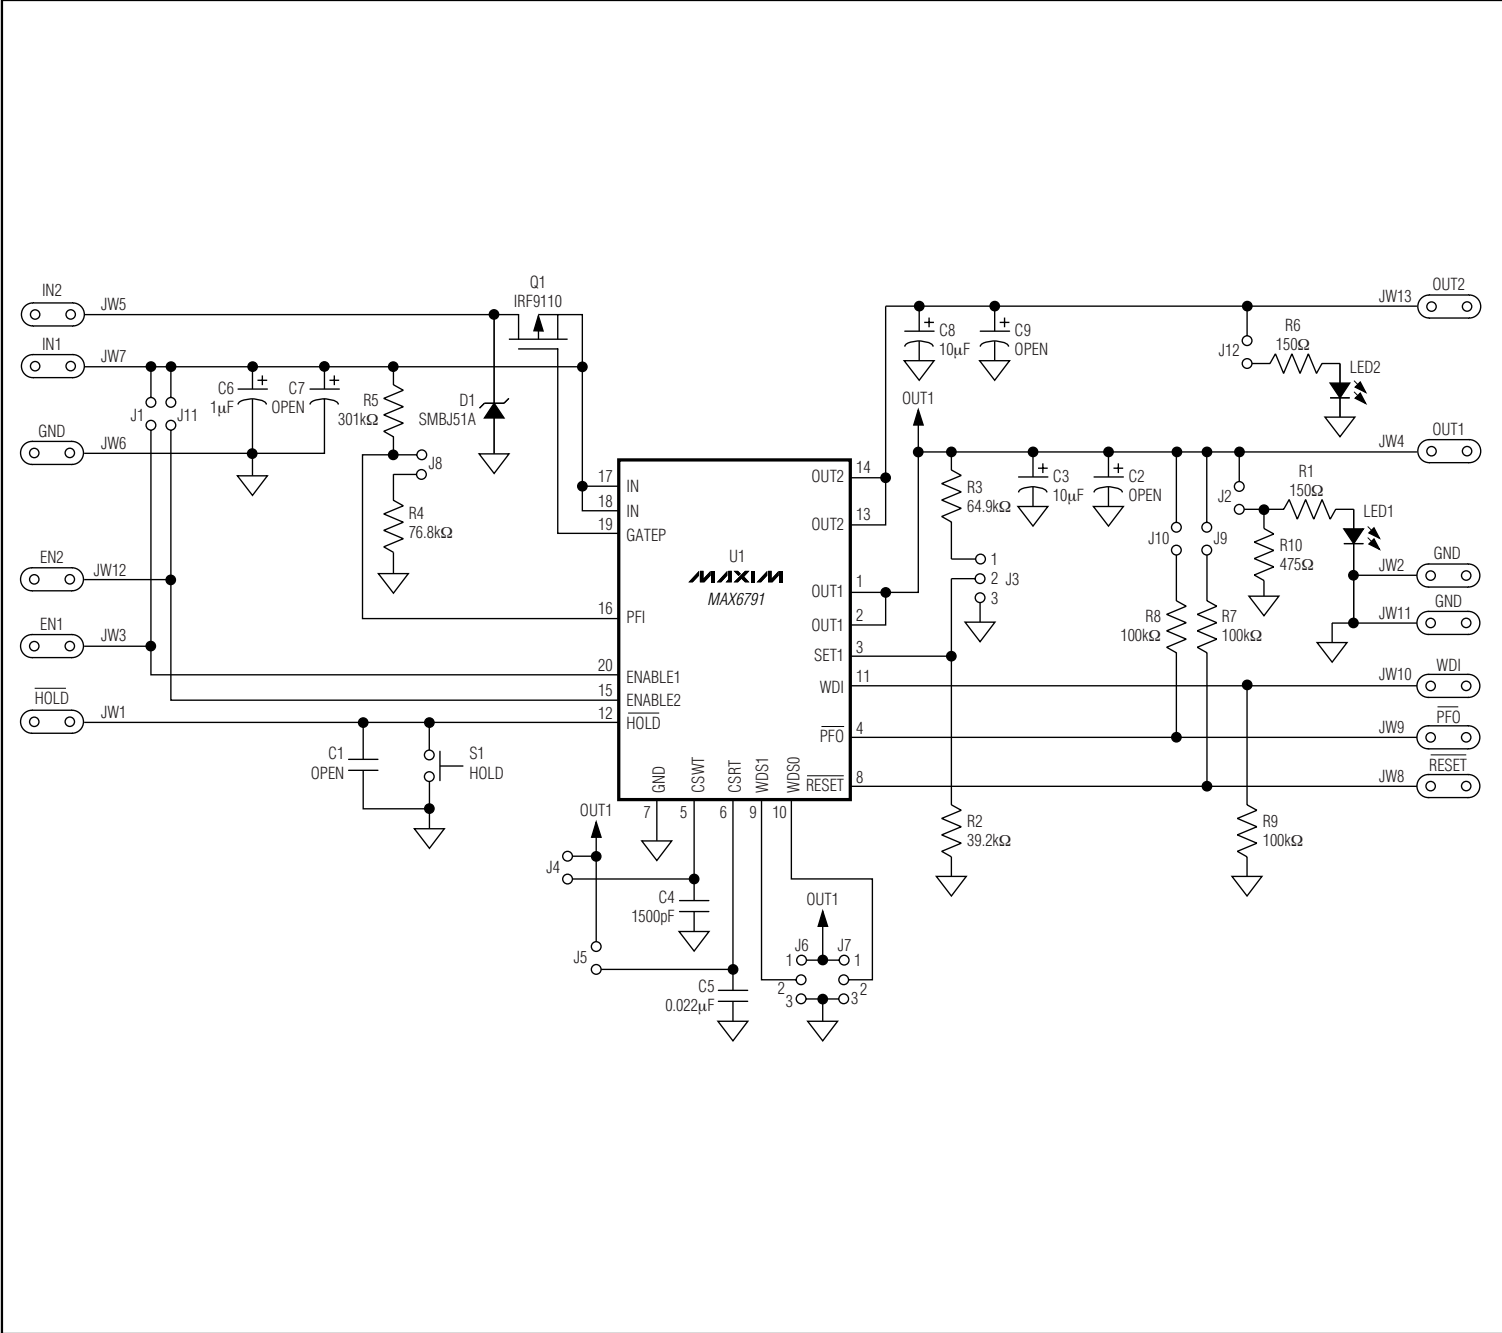 IN2
JW5
Q1
IRF9110
IN1
JW7
J1
J11
C6
1µF
+
C7
OPEN
+
R5
301kΩ
D1
SMBJ51A
GND
JW6
J8
R4
76.8kΩ
EN2
JW12
EN1
JW3
HOLD
JW1
C1
OPEN
S1
HOLD
17
IN
18
IN
19
GATEP
16
PFI
20
ENABLE1
15
ENABLE2
12
HOLD
U1
MAXIM
MAX6791
OUT2
14
OUT2
13
OUT1
1
OUT1
2
SET1
3
WDI
11
PFO
4
RESET
8
GND
CSWT
CSRT
WDS1
WDS0
7
5
6
9
10
OUT1
J4
C4
1500pF
J5
C5
0.022µF
OUT1
J6
J7
1
1
2
2
3
3
C8
10µF
+
C9
OPEN
+
OUT1
R3
64.9kΩ
C3
10µF
+
C2
OPEN
+
1
2
J3
3
R2
39.2kΩ
J10
J9
R8
100kΩ
R7
100kΩ
R9
100kΩ
J12
R6
150Ω
LED2
J2
R1
150Ω
LED1
R10
475Ω
JW13
OUT2
JW4
OUT1
JW2
GND
JW11
GND
JW10
WDI
JW9
PFO
JW8
RESET